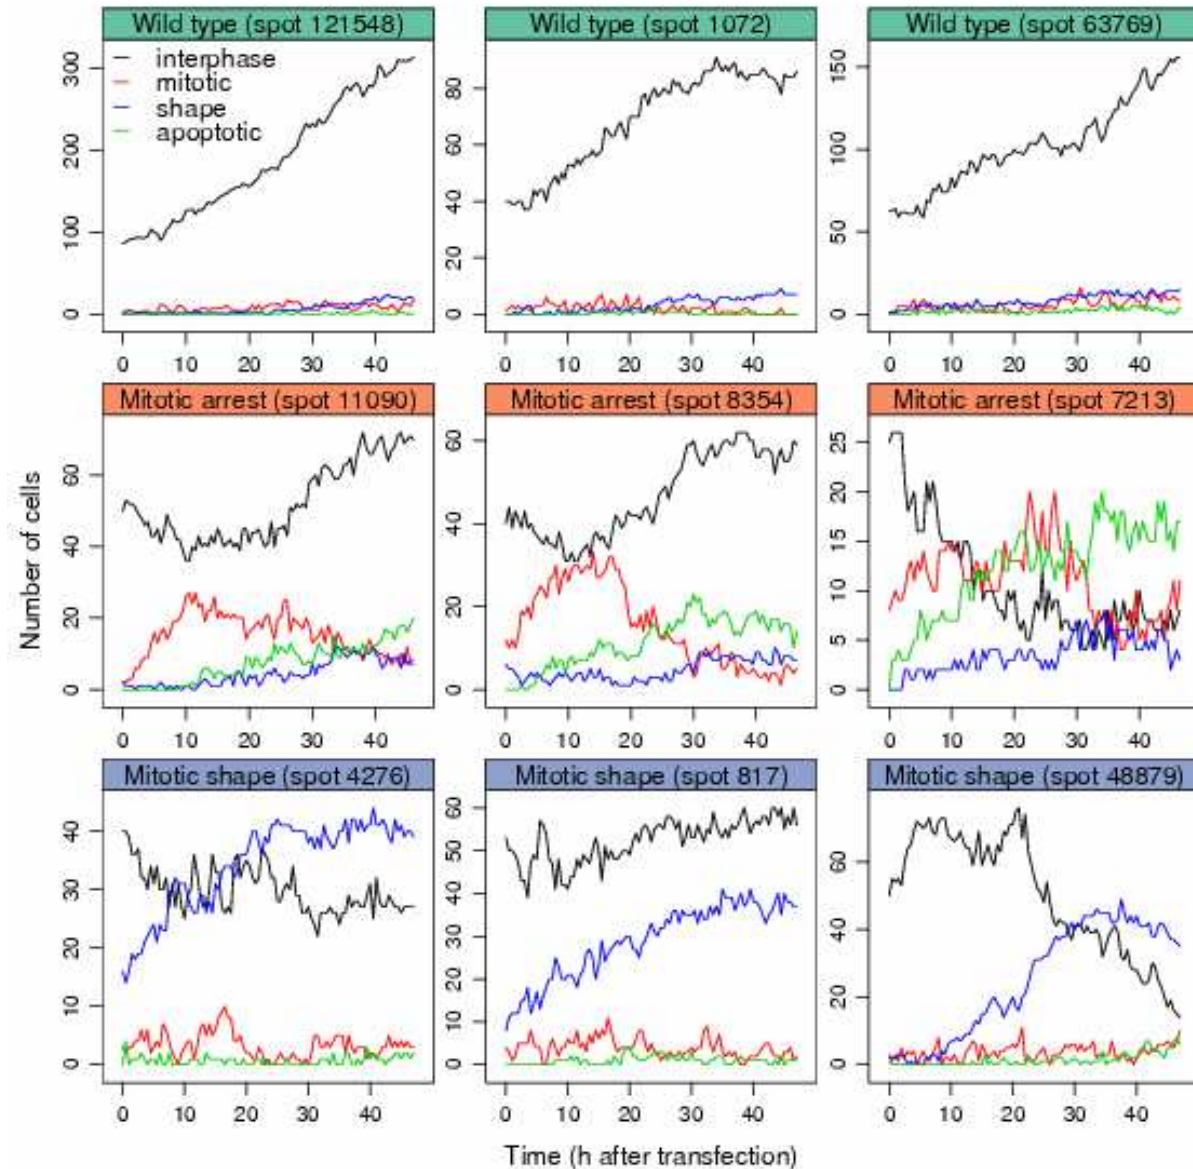 Wild type (spot 121548) Wild type (spot 1072) Wild type (spot 63769)
interphase
mitotic
shape
apoptotic
0 100 200 300
0 20 40 60 80
0 50 100 150
0 10 20 30 40
0 10 20 30 40
0 10 20 30 40
Mitotic arrest (spot 11090) Mitotic arrest (spot 8354) Mitotic arrest (spot 7213)
Number of cells
0 20 40 60
0 20 40 60
0 5 10 15 20 25
0 10 20 30 40
0 10 20 30 40
0 10 20 30 40
Mitotic shape (spot 4276) Mitotic shape (spot 817) Mitotic shape (spot 48879)
0 10 20 30 40
0 10 20 30 40 50 60
0 20 40 60
0 10 20 30 40
0 10 20 30 40
0 10 20 30 40
Time (h after transfection)